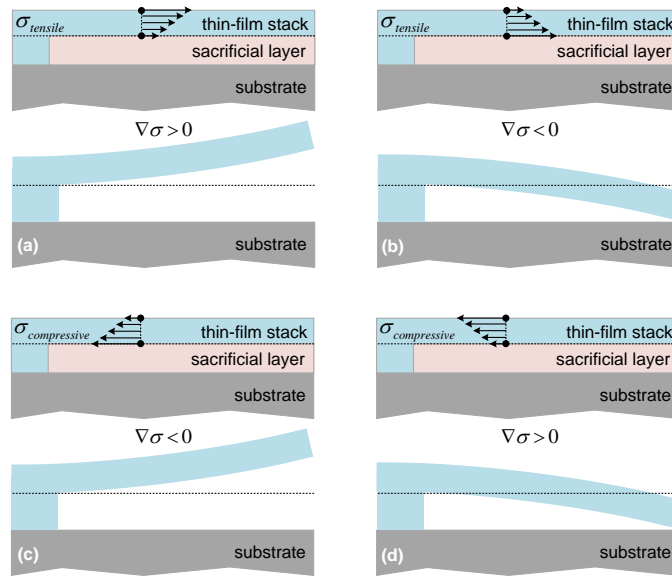 σtensile thin-film stack
sacrificial layer
substrate
∇σ > 0
(a) substrate
σtensile thin-film stack
sacrificial layer
substrate
∇σ < 0
(b) substrate
σcompressive thin-film stack
sacrificial layer
substrate
∇σ < 0
(c) substrate
σcompressive thin-film stack
sacrificial layer
substrate
∇σ > 0
(d) substrate